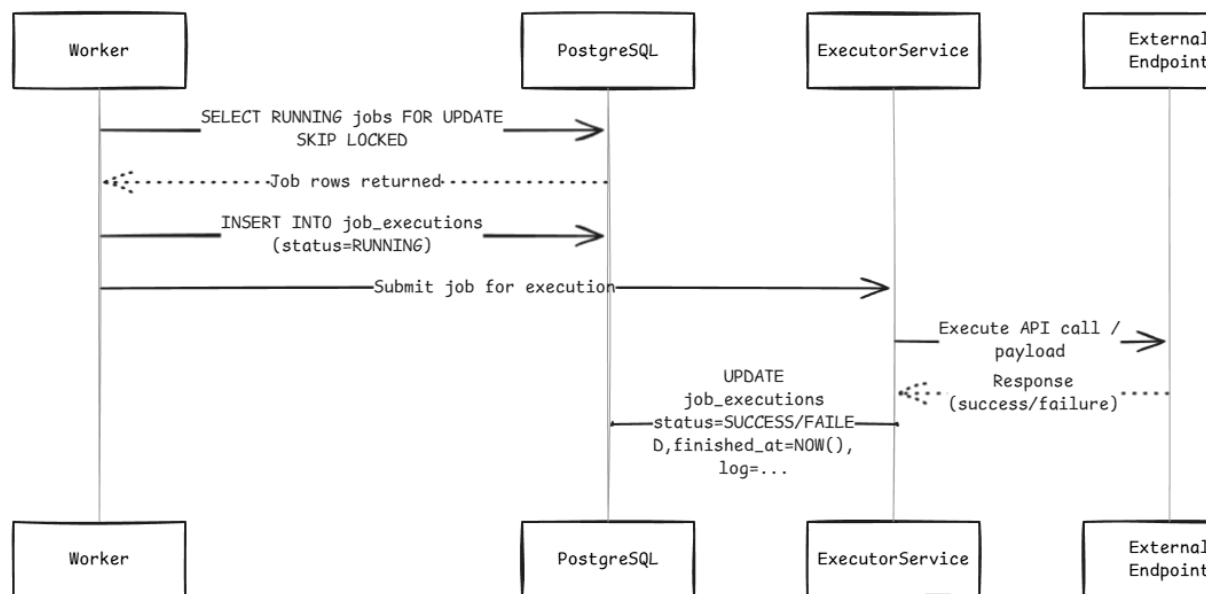 Worker
PostgreSQL
ExecutorService
External
Endpoint
SELECT RUNNING jobs FOR UPDATE
SKIP LOCKED
Job rows returned
INSERT INTO job_executions
(status=RUNNING)
Submit job for execution
Execute API call /
payload
Response
(success/failure)
UPDATE
job_executions
status=SUCCESS/FAILE
D,finished_at=NOW(),
log=...
Worker
PostgreSQL
ExecutorService
External
Endpoint